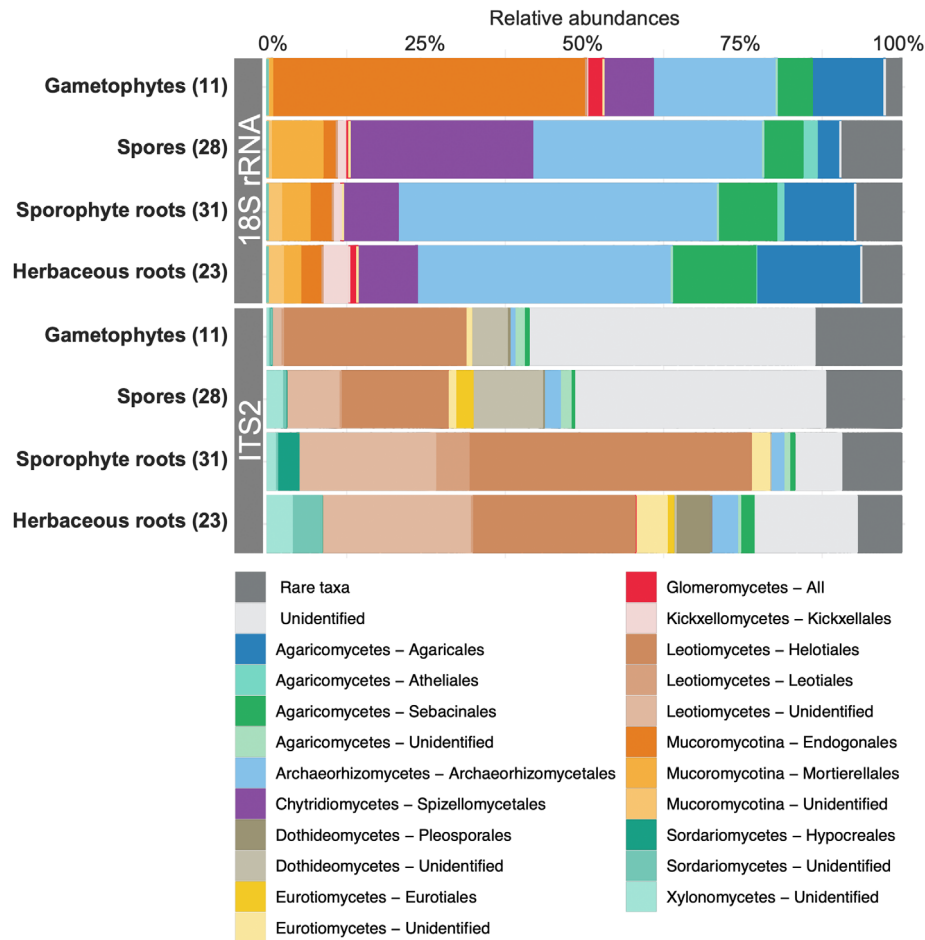 Relative abundances
0% 25% 50% 75% 100%
18S rRNA
Gametophytes (11)
Spores (28)
Sporophyte roots (31)
Herbaceous roots (23)
ITS2
Gametophytes (11)
Spores (28)
Sporophyte roots (31)
Herbaceous roots (23)
Rare taxa
Unidentified
Agaricomycetes – Agaricales
Agaricomycetes – Atheliales
Agaricomycetes – Sebacinales
Agaricomycetes – Unidentified
Archaeorhizomycetes – Archaeorhizomycetales
Chytridiomycetes – Spizellomycetales
Dothideomycetes – Pleosporales
Dothideomycetes – Unidentified
Eurotiomycetes – Eurotiales
Eurotiomycetes – Unidentified
Glomeromycetes – All
Kickxellomycetes – Kickxellales
Leotiomycetes – Helotiales
Leotiomycetes – Leotiales
Leotiomycetes – Unidentified
Mucoromycotina – Endogonales
Mucoromycotina – Mortierellales
Mucoromycotina – Unidentified
Sordariomycetes – Hypocreales
Sordariomycetes – Unidentified
Xylonomycetes – Unidentified